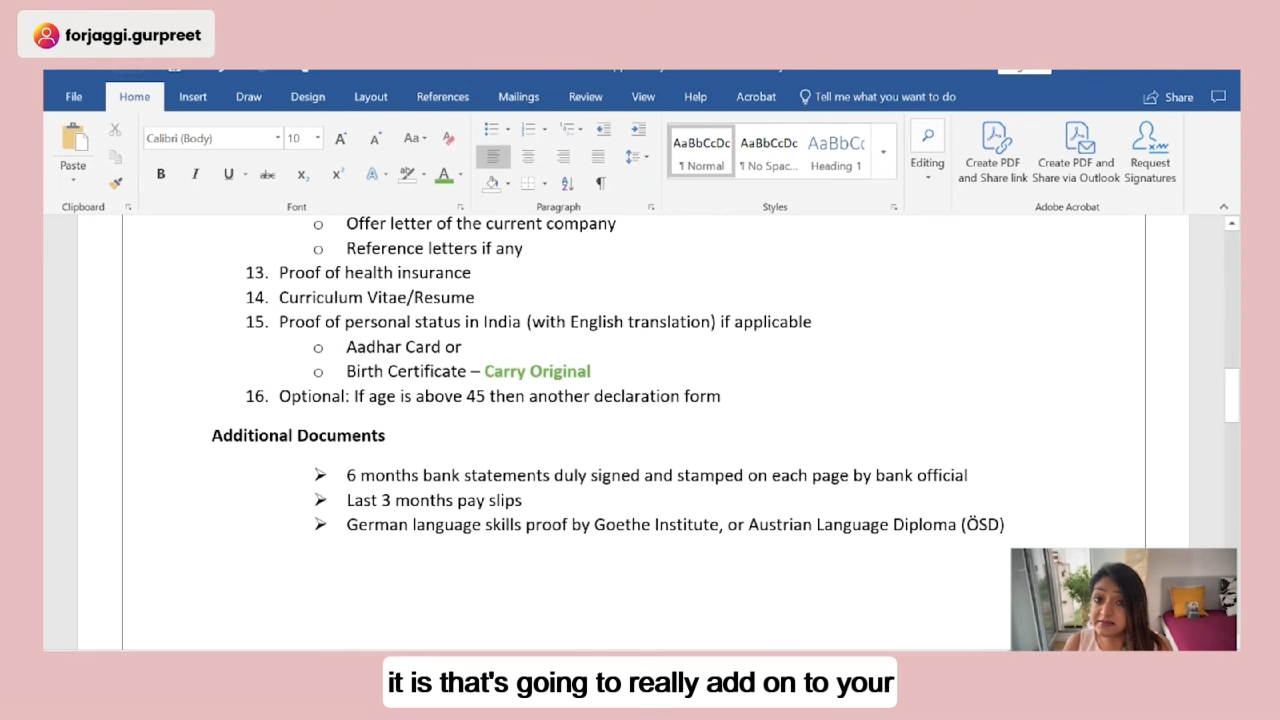 forjaggi.gurpreet
File Home Insert Draw Design Layout References Mailings Review View Help Acrobat Tell me what you want to do Share
Calibri (Body) 10 Aa
AaBbCcDc AaBbCcDc AaBbCc
Paste B I U abc x₂ x² A A ¶ Normal ¶ No Spac... Heading 1 Editing Create PDF and Share link Create PDF and Share via Outlook Request Signatures
Clipboard Font Paragraph Styles Adobe Acrobat
o Offer letter of the current company
o Reference letters if any
13. Proof of health insurance
14. Curriculum Vitae/Resume
15. Proof of personal status in India (with English translation) if applicable
o Aadhar Card or
o Birth Certificate – Carry Original
16. Optional: If age is above 45 then another declaration form
Additional Documents
➢ 6 months bank statements duly signed and stamped on each page by bank official
➢ Last 3 months pay slips
➢ German language skills proof by Goethe Institute, or Austrian Language Diploma (ÖSD)
it is that's going to really add on to your